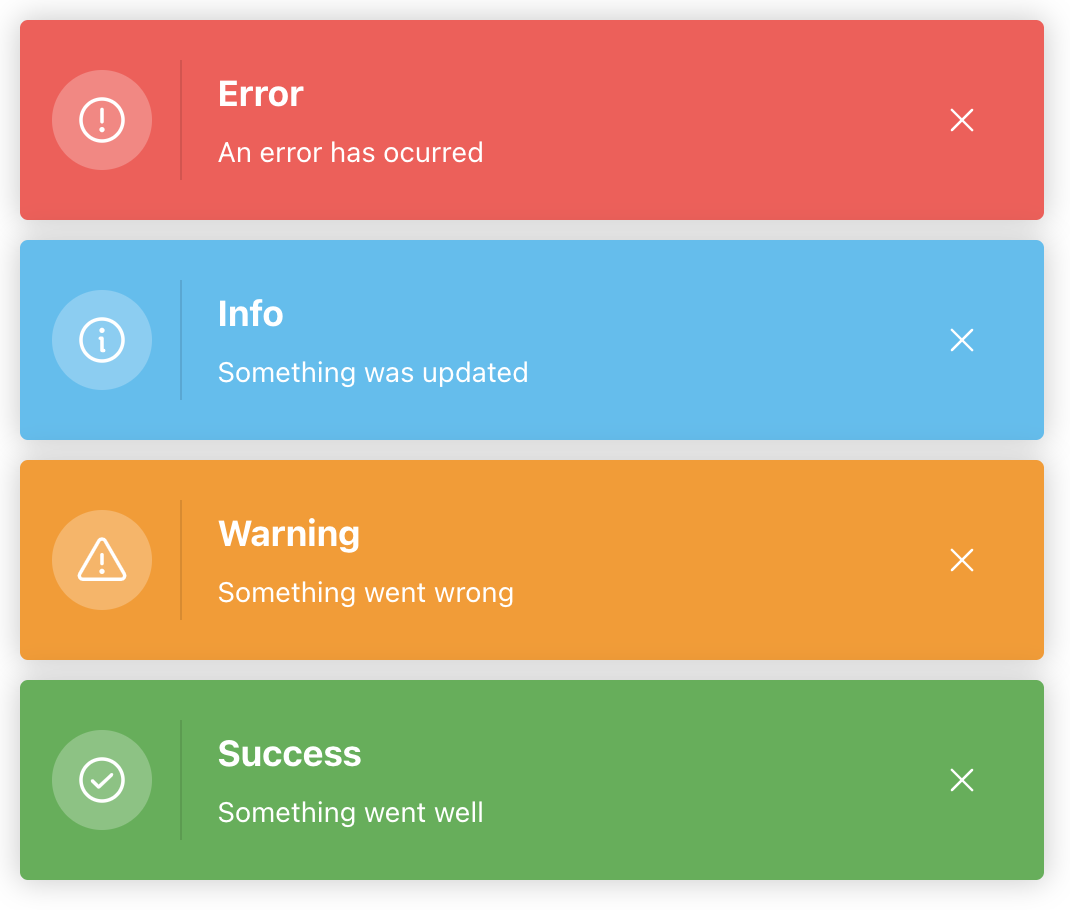 Error
An error has ocurred
Info
Something was updated
Warning
Something went wrong
Success
Something went well